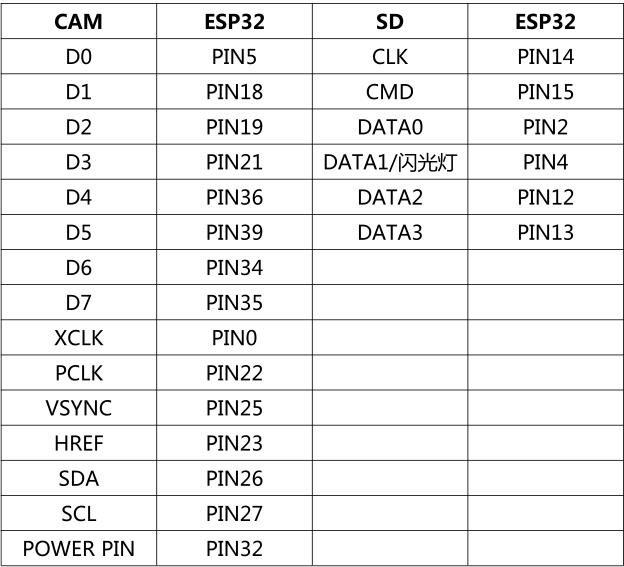 CAM ESP32 SD ESP32
D0 PIN5 CLK PIN14
D1 PIN18 CMD PIN15
D2 PIN19 DATA0 PIN2
D3 PIN21 DATA1/闪光灯 PIN4
D4 PIN36 DATA2 PIN12
D5 PIN39 DATA3 PIN13
D6 PIN34
D7 PIN35
XCLK PIN0
PCLK PIN22
VSYNC PIN25
HREF PIN23
SDA PIN26
SCL PIN27
POWER PIN PIN32